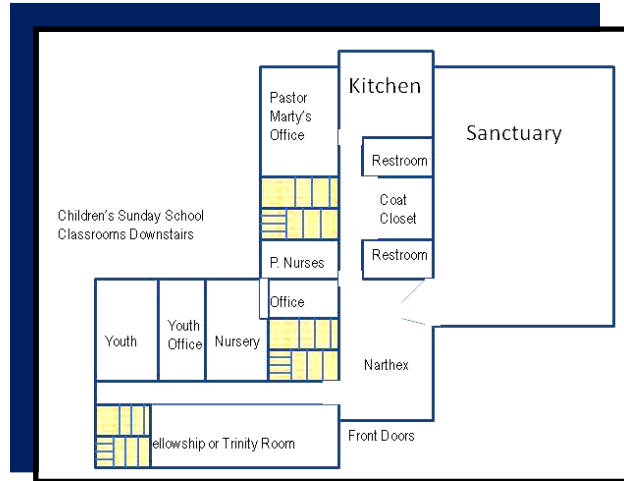 Kitchen
Pastor
Marty's
Office
Sanctuary
Restroom
Coat
Closet
Children's Sunday School
Classrooms Downstairs
P. Nurses
Restroom
Office
Youth
Youth
Office
Nursery
Narthex
Front Doors
ellowship or Trinity Room